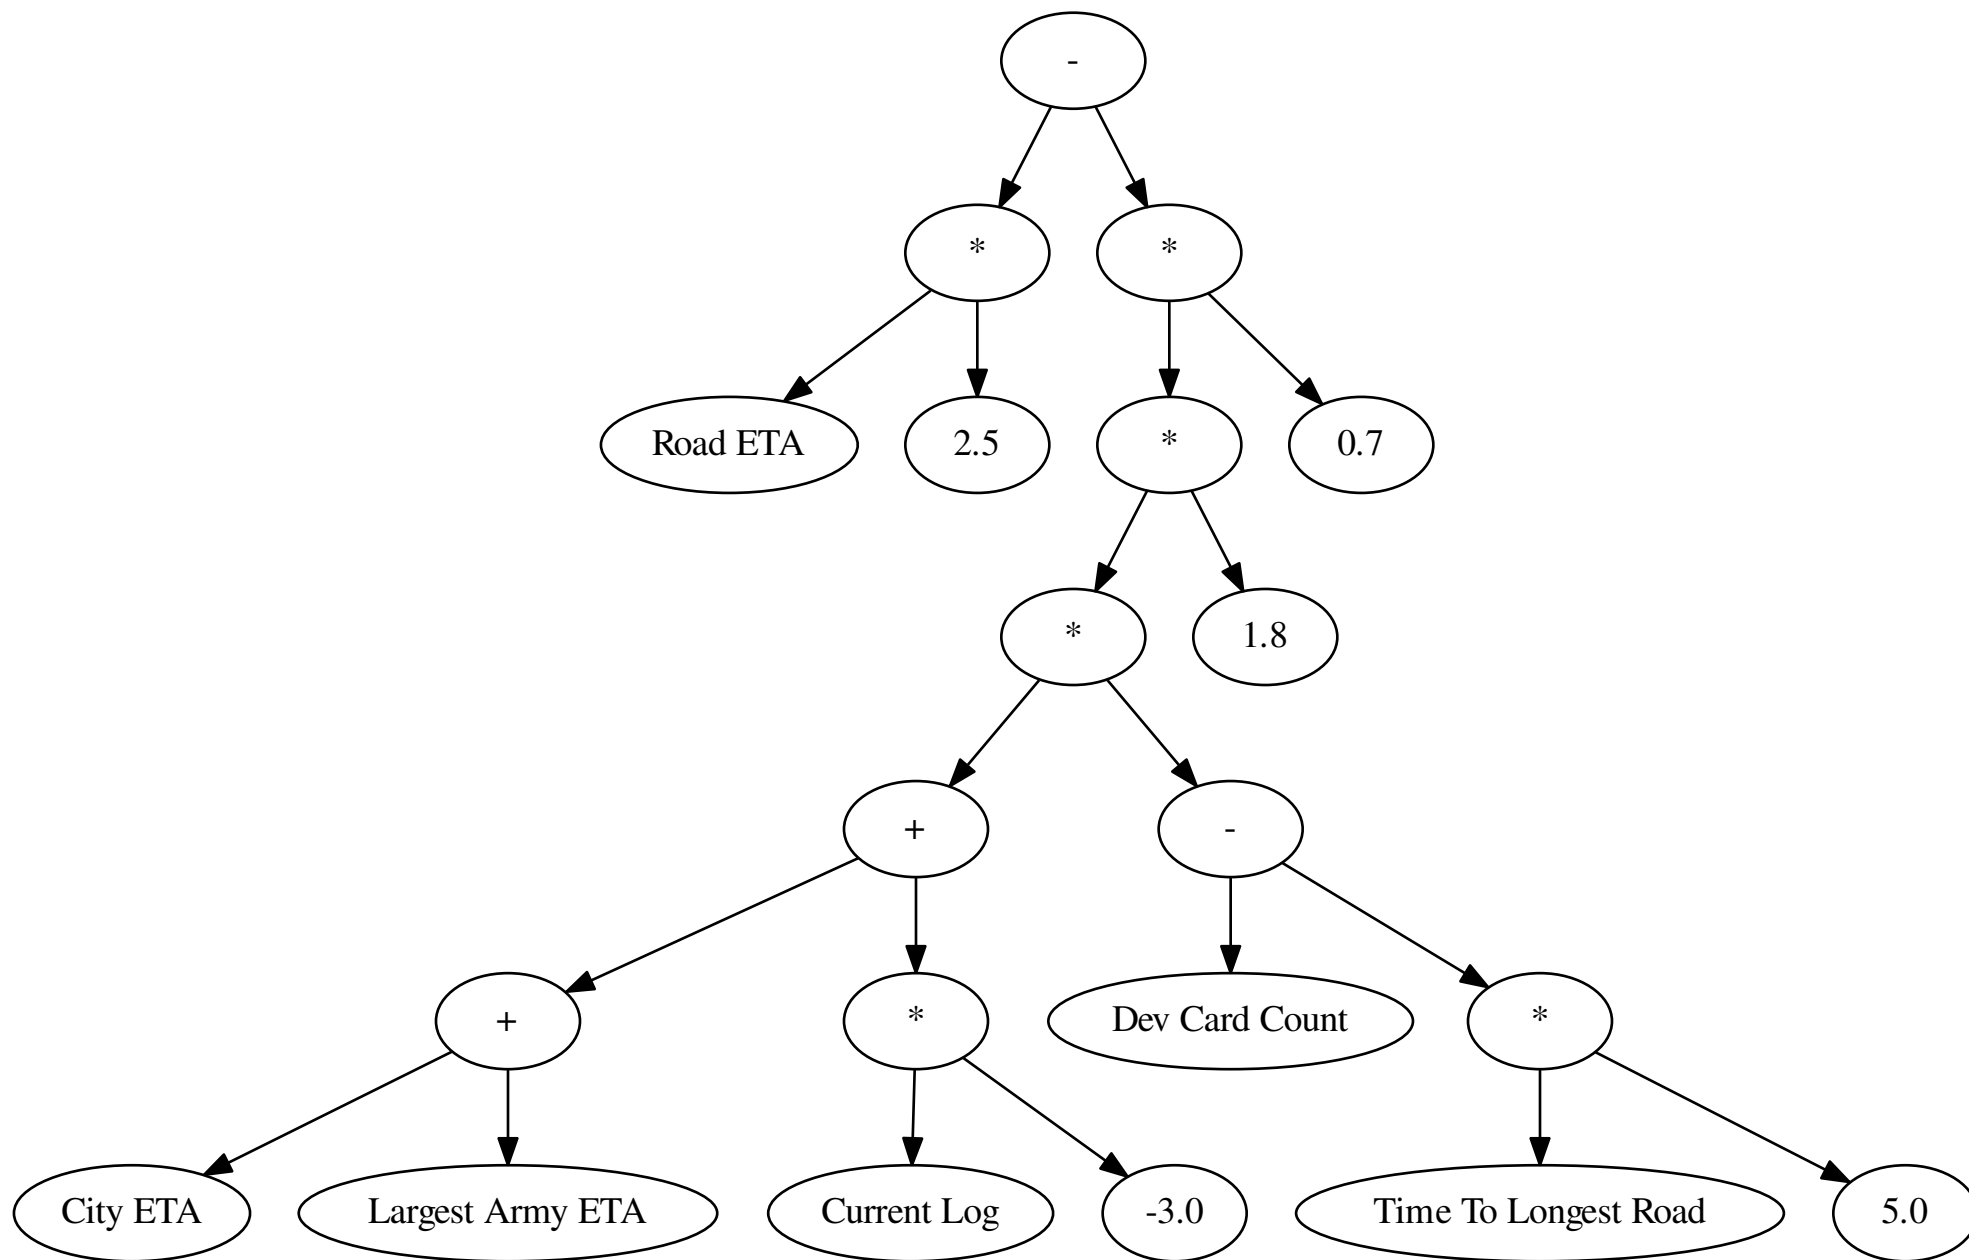 -
*
*
Road ETA
2.5
*
0.7
*
1.8
+
-
+
*
Dev Card Count
*
City ETA
Largest Army ETA
Current Log
-3.0
Time To Longest Road
5.0